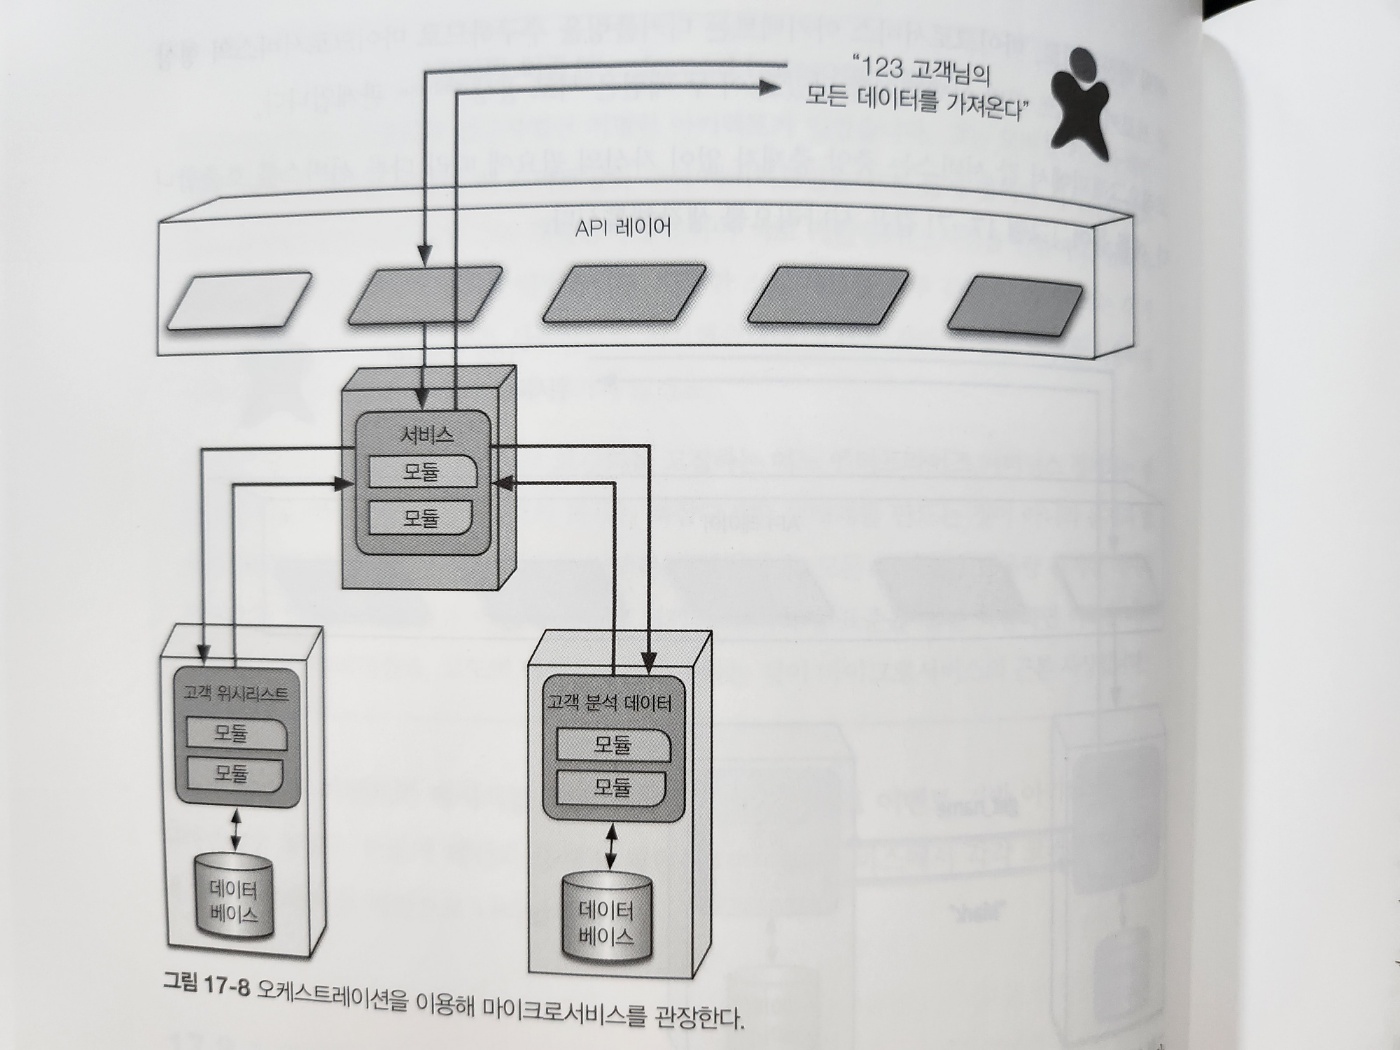 “123 고객님의
모든 데이터를 가져온다”
API 레이어
서비스
모듈
모듈
고객 위시리스트
모듈
모듈
데이터
베이스
고객 분석 데이터
모듈
모듈
데이터
베이스
그림 17-8 오케스트레이션을 이용해 마이크로서비스를 관장한다.